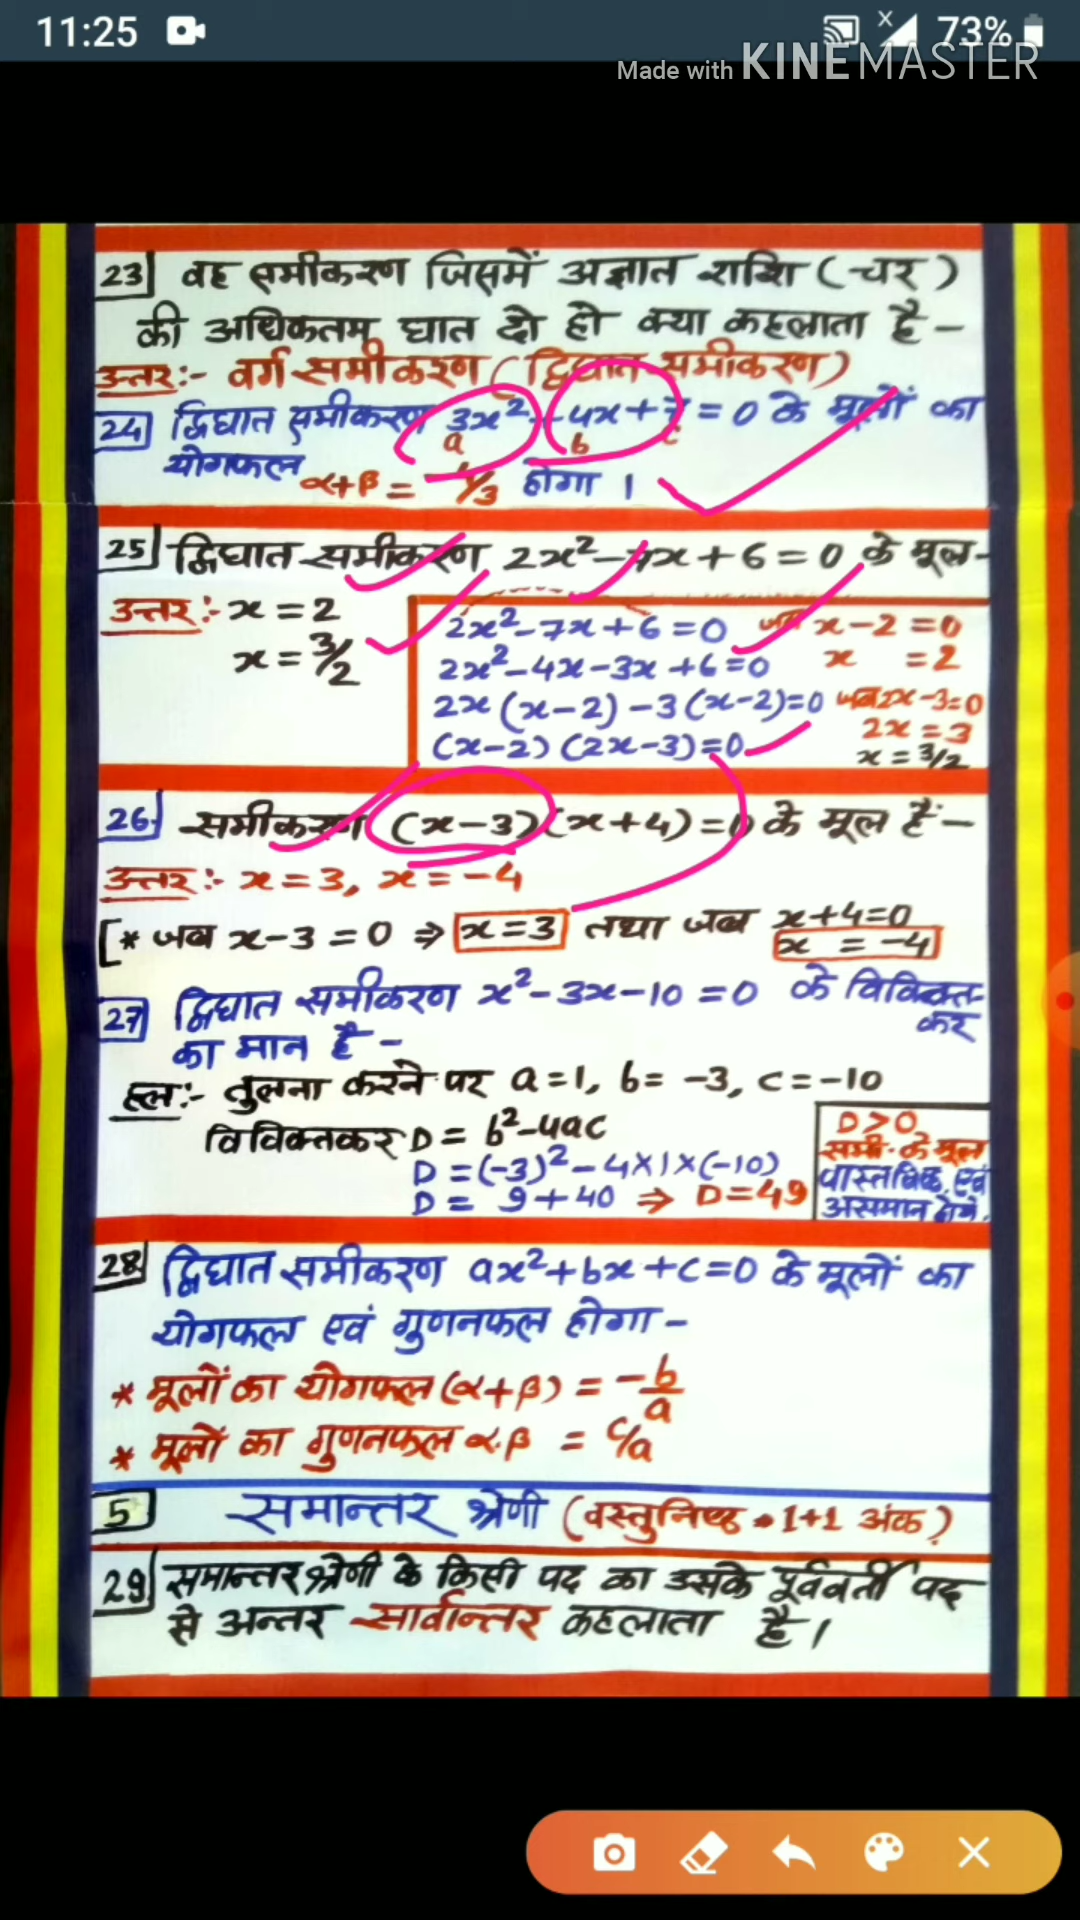 11:25
73%
Made with KINEMASTER
23] वह समीकरण जिसमें अज्ञात राशि (चर)
की अधिकतम घात दो हो क्या कहलाता है -
उत्तर:- वर्ग समीकरण (द्विघात समीकरण)
24 द्विघात समीकरण 3x² + 4x + 7 = 0 के मूलों का
a b c
योगफल α+β = होगा ।
25 द्विघात समीकरण 2x² - 7x + 6 = 0 के मूल -
उत्तर:- x = 2
x = 3/2
2x² - 7x + 6 = 0
2x² - 4x - 3x + 6 = 0
2x (x-2) - 3 (x-2) = 0
(x-2) (2x-3) = 0
जब x - 2 = 0
x = 2
जब 2x-3=0
2x = 3
x = 3/2
26 समीकरण (x-3)(x+4) = 0 के मूल हैं -
उत्तर:- x = 3, x = -4
[* जब x-3 = 0 ⇒ x=3 तथा जब x+4=0
x = -4
27 द्विघात समीकरण x² - 3x - 10 = 0 के विविक्त-
कर
का मान है -
हल:- तुलना करने पर a = 1, b = -3, c = -10
विविक्तकर D = b² - 4ac
D = (-3)² - 4×1×(-10)
D = 9 + 40 ⇒ D = 49
D > 0
समी. के मूल
वास्तविक एवं
असमान होंगे.
28 द्विघात समीकरण ax² + bx + c = 0 के मूलों का
योगफल एवं गुणनफल होगा -
* मूलों का योगफल (α+β) = -b/a
* मूलों का गुणनफल α.β = c/a
5 समान्तर श्रेणी (वस्तुनिष्ठ • 1+1 अंक)
29 समान्तर श्रेणी के किसी पद का उसके पूर्ववर्ती पद
से अन्तर सार्वान्तर कहलाता है।